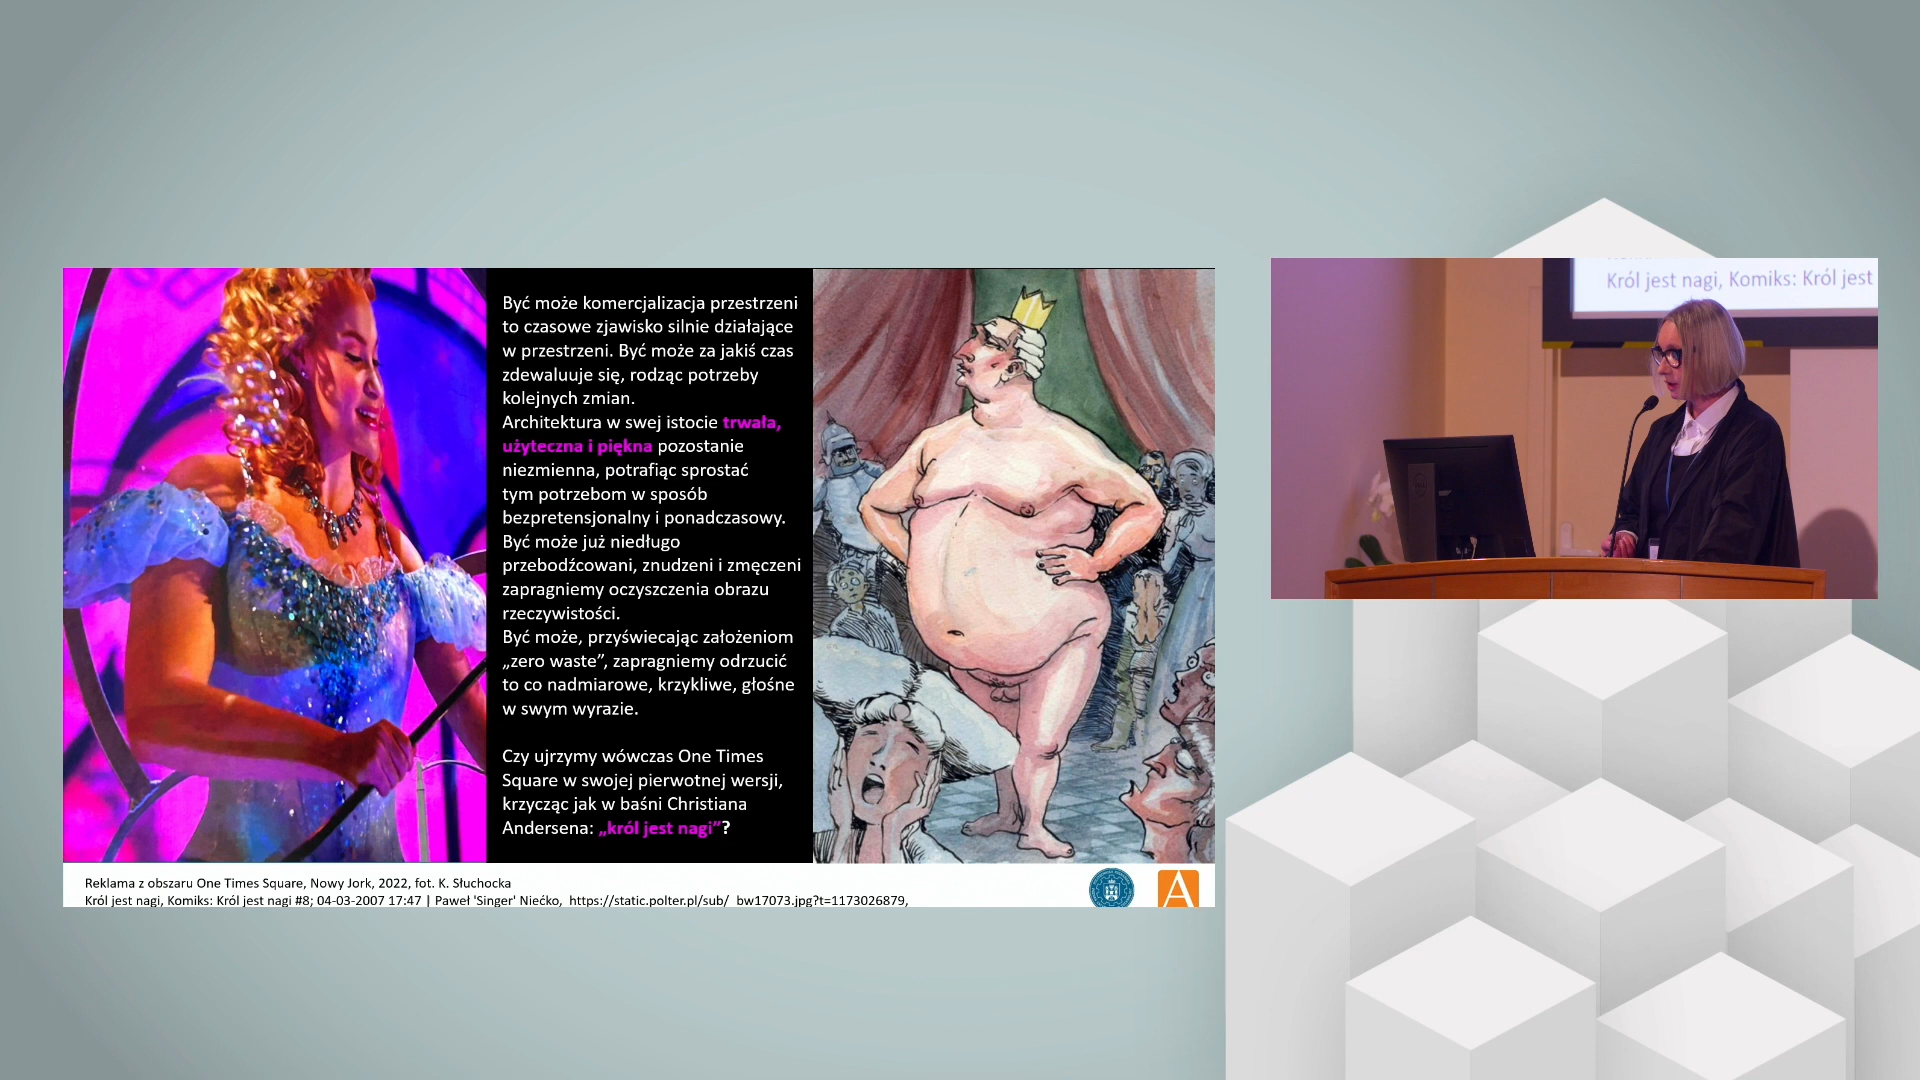 Być może komercjalizacja przestrzeni
to czasowe zjawisko silnie działające
w przestrzeni. Być może za jakiś czas
zdewaluuje się, rodząc potrzeby
kolejnych zmian.
Architektura w swej istocie trwała,
użyteczna i piękna pozostanie
niezmienna, potrafiąc sprostać
tym potrzebom w sposób
bezpretensjonalny i ponadczasowy.
Być może już niedługo
przebodźcowani, znudzeni i zmęczeni
zapragniemy oczyszczenia obrazu
rzeczywistości.
Być może, przyświecając założeniom
„zero waste”, zapragniemy odrzucić
to co nadmiarowe, krzykliwe, głośne
w swym wyrazie.
Czy ujrzymy wówczas One Times
Square w swojej pierwotnej wersji,
krzycząc jak w baśni Christiana
Andersena: „król jest nagi”?
Reklama z obszaru One Times Square, Nowy Jork, 2022, fot. K. Słuchocka
Król jest nagi, Komiks: Król jest nagi #8; 04-03-2007 17:47 | Paweł 'Singer' Niećko, https://static.polter.pl/sub/_bw17073.jpg?t=1173026879,
A
Król jest nagi, Komiks: Król jest